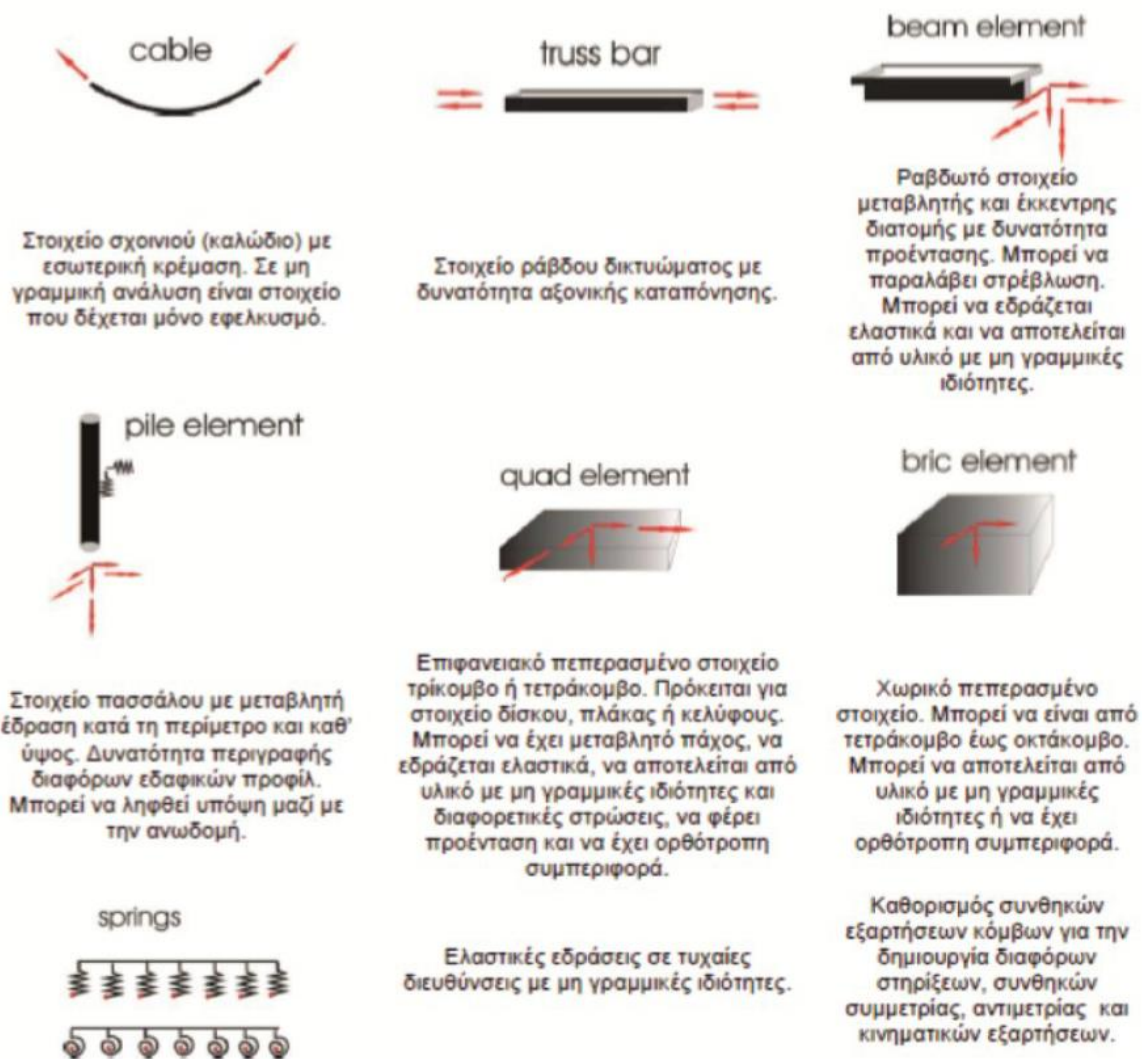 cable
Στοιχείο σχοινιού (καλώδιο) με
εσωτερική κρέμαση. Σε μη
γραμμική ανάλυση είναι στοιχείο
που δέχεται μόνο εφελκυσμό.
truss bar
Στοιχείο ράβδου δικτυώματος με
δυνατότητα αξονικής καταπόνησης.
beam element
Ραβδωτό στοιχείο
μεταβλητής και έκκεντρης
διατομής με δυνατότητα
προέντασης. Μπορεί να
παραλάβει στρέβλωση.
Μπορεί να εδράζεται
ελαστικά και να αποτελείται
από υλικό με μη γραμμικές
ιδιότητες.
pile element
Στοιχείο πασσάλου με μεταβλητή
έδραση κατά τη περίμετρο και καθ'
ύψος. Δυνατότητα περιγραφής
διαφόρων εδαφικών προφίλ.
Μπορεί να ληφθεί υπόψη μαζί με
την ανωδομή.
quad element
Επιφανειακό πεπερασμένο στοιχείο
τρίκομβο ή τετράκομβο. Πρόκειται για
στοιχείο δίσκου, πλάκας ή κελύφους.
Μπορεί να έχει μεταβλητό πάχος, να
εδράζεται ελαστικά, να αποτελείται από
υλικό με μη γραμμικές ιδιότητες και
διαφορετικές στρώσεις, να φέρει
προένταση και να έχει ορθότροπη
συμπεριφορά.
bric element
Χωρικό πεπερασμένο
στοιχείο. Μπορεί να είναι από
τετράκομβο έως οκτάκομβο.
Μπορεί να αποτελείται από
υλικό με μη γραμμικές
ιδιότητες ή να έχει
ορθότροπη συμπεριφορά.
springs
Ελαστικές εδράσεις σε τυχαίες
διευθύνσεις με μη γραμμικές ιδιότητες.
Καθορισμός συνθηκών
εξαρτήσεων κόμβων για την
δημιουργία διαφόρων
στηρίξεων, συνθηκών
συμμετρίας, αντιμετρίας και
κινηματικών εξαρτήσεων.